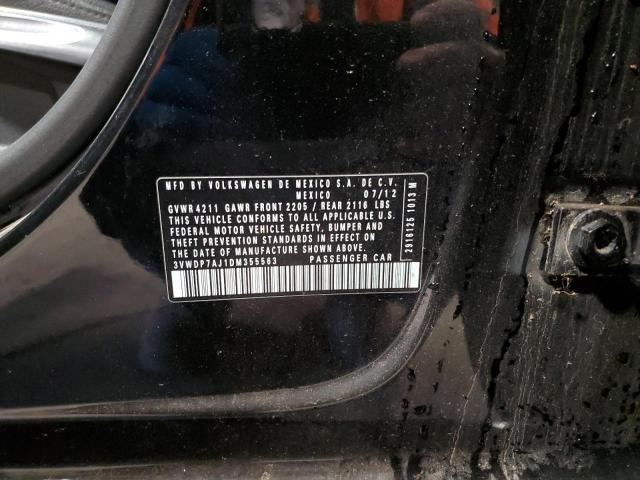 MFD BY VOLKSWAGEN DE MEXICO S.A. DE C.V.
MEXICO 07/12
GVWR 4211 GAWR FRONT 2205 / REAR 2116 LBS
THIS VEHICLE CONFORMS TO ALL APPLICABLE U.S.
FEDERAL MOTOR VEHICLE SAFETY, BUMPER AND
THEFT PREVENTION STANDARDS IN EFFECT ON
THE DATE OF MANUFACTURE SHOWN ABOVE.
3VWDP7AJ1DM355563 PASSENGER CAR
2916125 1013 M